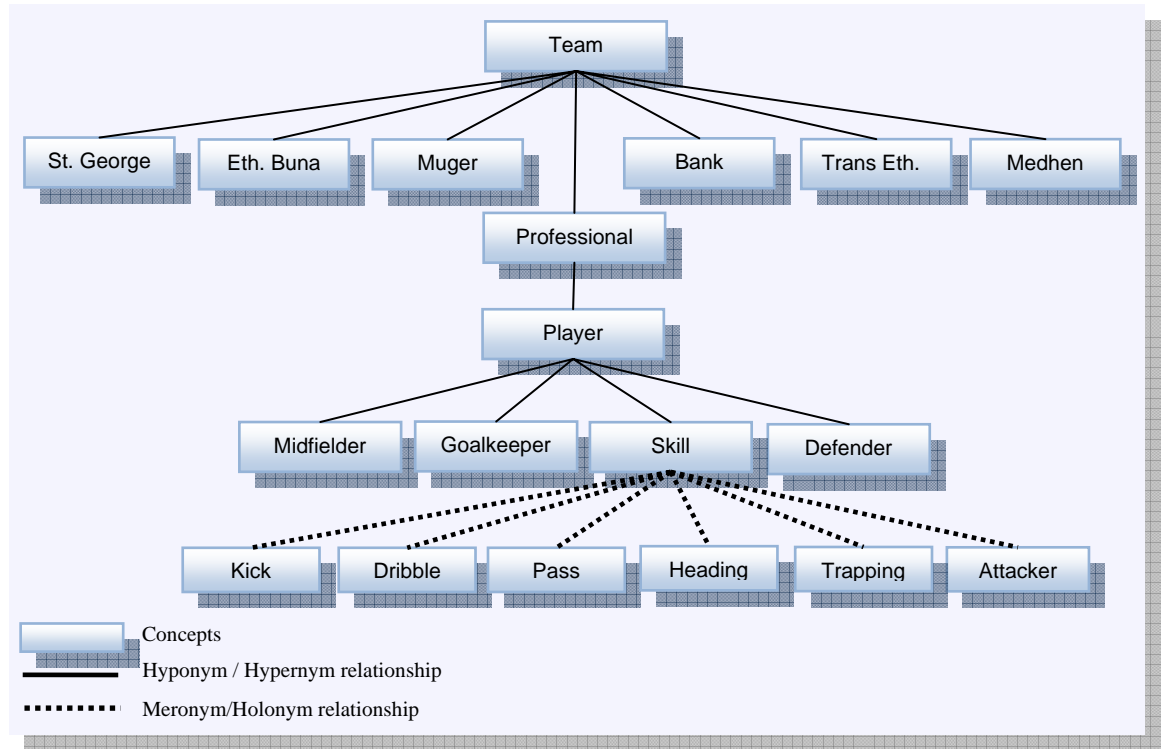 Team
St. George
Eth. Buna
Muger
Bank
Trans Eth.
Medhen
Professional
Player
Midfielder
Goalkeeper
Skill
Defender
Kick
Dribble
Pass
Heading
Trapping
Attacker
Concepts
Hyponym / Hypernym relationship
Meronym/Holonym relationship